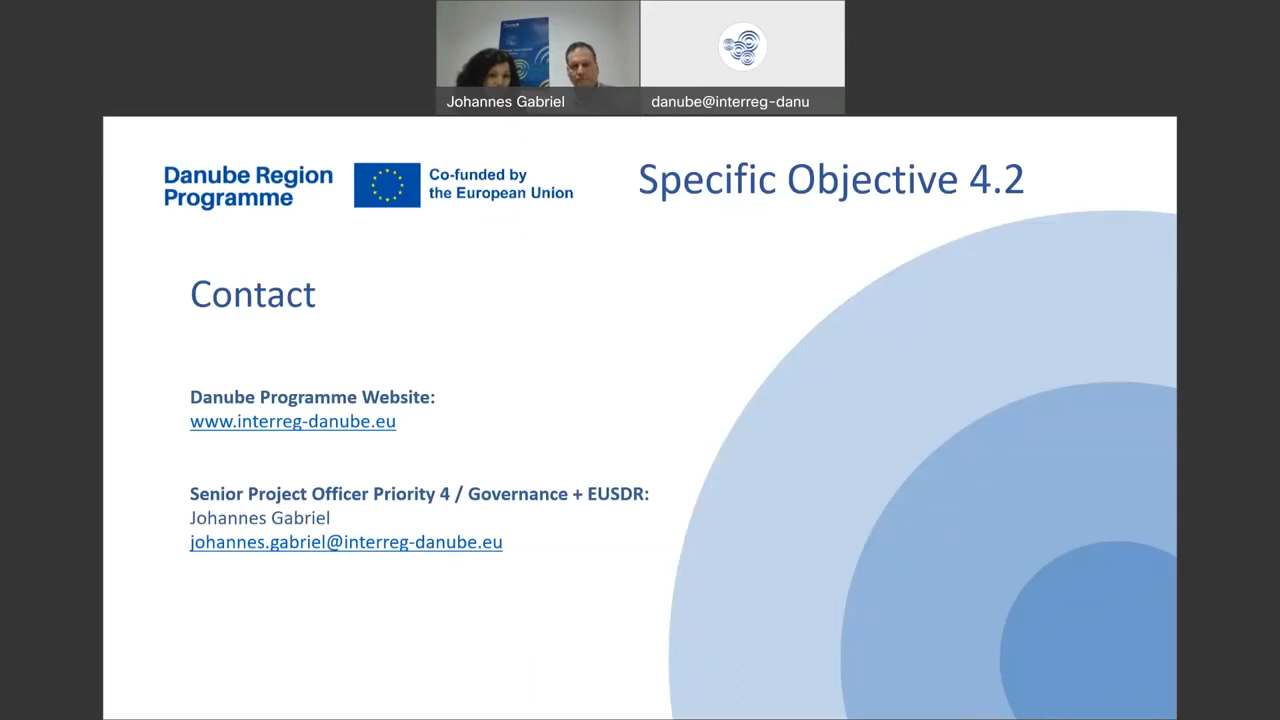 Johannes Gabriel
danube@interreg-danu
Danube Region
Programme
Co-funded by
the European Union
Specific Objective 4.2
Contact
Danube Programme Website:
www.interreg-danube.eu
Senior Project Officer Priority 4 / Governance + EUSDR:
Johannes Gabriel
johannes.gabriel@interreg-danube.eu